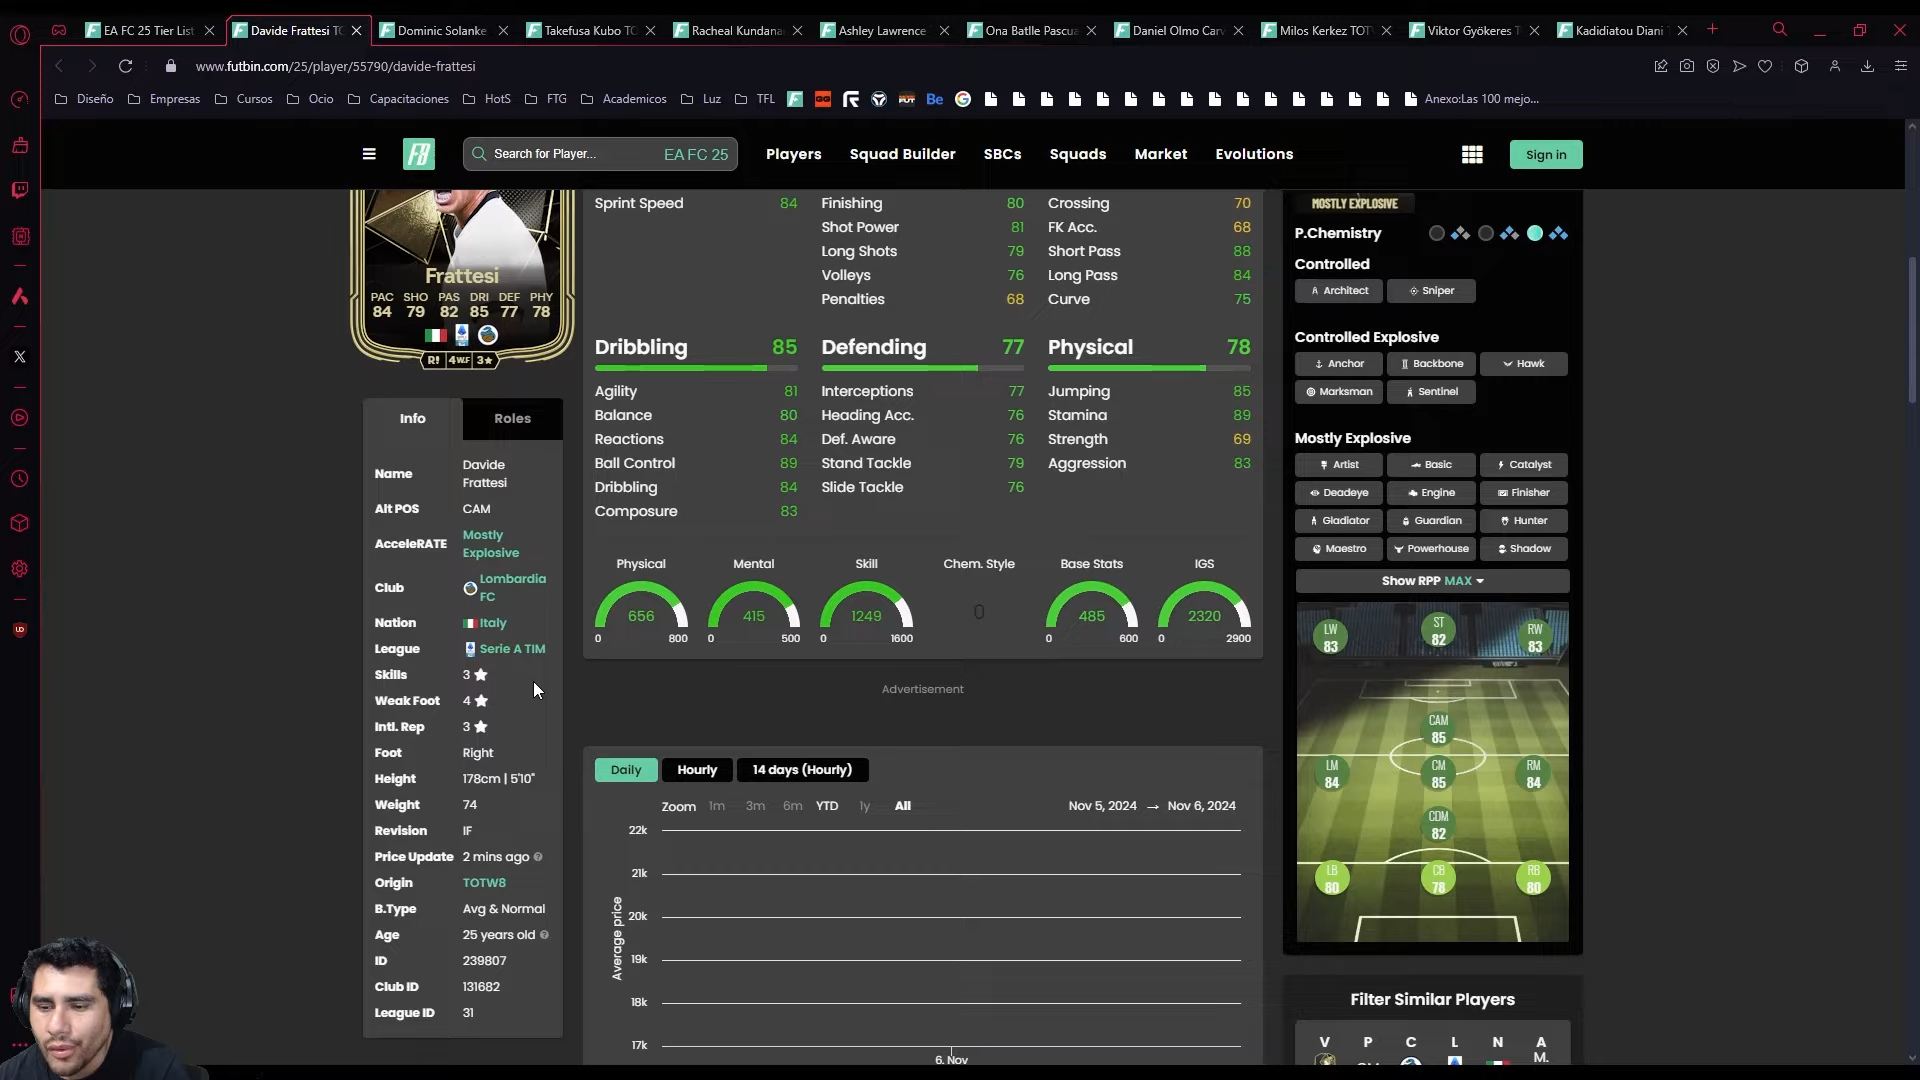 EA FC 25 Tier List
Davide Frattesi TO
Dominic Solanke
Takefusa Kubo TO
Racheal Kundana
Ashley Lawrence
Ona Batlle Pascua
Daniel Olmo Carv
Milos Kerkez TOT
Viktor Gyökeres T
Kadidiatou Diani T
www.futbin.com/25/player/55790/davide-frattesi
Diseño
Empresas
Cursos
Ocio
Capacitaciones
HotS
FTG
Academicos
Luz
TFL
Be
Anexo:Las 100 mejo...
FB
Search for Player...
EA FC 25
Players
Squad Builder
SBCs
Squads
Market
Evolutions
Sign in
Frattesi
PAC SHO PAS DRI DEF PHY
84 79 82 85 77 78
R! 4W.F 3★
Sprint Speed 84
Finishing 80
Shot Power 81
Long Shots 79
Volleys 76
Penalties 68
Crossing 70
FK Acc. 68
Short Pass 88
Long Pass 84
Curve 75
Dribbling 85
Agility 81
Balance 80
Reactions 84
Ball Control 89
Dribbling 84
Composure 83
Defending 77
Interceptions 77
Heading Acc. 76
Def. Aware 76
Stand Tackle 79
Slide Tackle 76
Physical 78
Jumping 85
Stamina 89
Strength 69
Aggression 83
Physical
656
0 800
Mental
415
0 500
Skill
1249
0 1600
Chem. Style
0
Base Stats
485
0 600
IGS
2320
0 2900
Info
Roles
Name Davide Frattesi
Alt POS CAM
AcceleRATE Mostly Explosive
Club Lombardia FC
Nation Italy
League Serie A TIM
Skills 3
Weak Foot 4
Intl. Rep 3
Foot Right
Height 178cm | 5'10"
Weight 74
Revision IF
Price Update 2 mins ago
Origin TOTW8
B.Type Avg & Normal
Age 25 years old
ID 239807
Club ID 131682
League ID 31
Advertisement
Daily
Hourly
14 days (Hourly)
Zoom 1m 3m 6m YTD 1y All
Nov 5, 2024 → Nov 6, 2024
22k
21k
20k
19k
18k
17k
Average price
6. Nov
MOSTLY EXPLOSIVE
P.Chemistry
Controlled
Architect
Sniper
Controlled Explosive
Anchor
Backbone
Hawk
Marksman
Sentinel
Mostly Explosive
Artist
Basic
Catalyst
Deadeye
Engine
Finisher
Gladiator
Guardian
Hunter
Maestro
Powerhouse
Shadow
Show RPP MAX
LW 83
ST 82
RW 83
CAM 85
LM 84
CM 85
RM 84
CDM 82
LB 80
CB 78
RB 80
Filter Similar Players
V P C L N A
M.